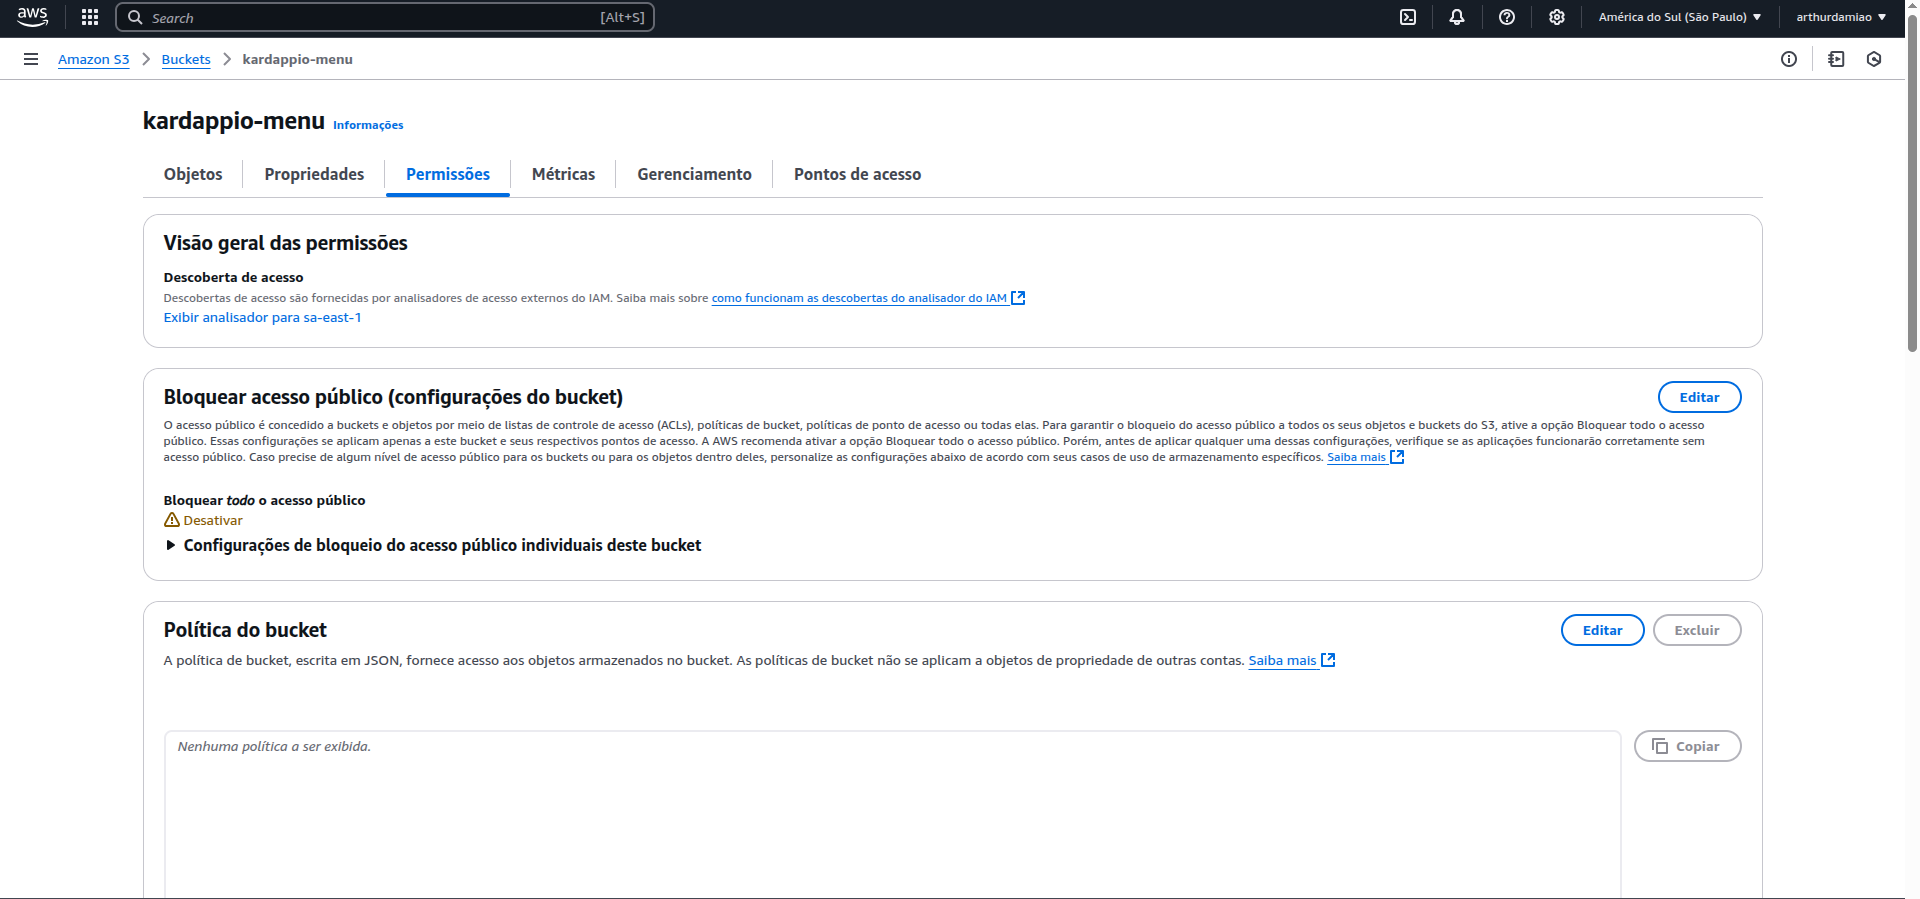 aws
Search [Alt+S]
América do Sul (São Paulo)
arthurdamiao
Amazon S3
Buckets
kardappio-menu
kardappio-menu Informações
Objetos
Propriedades
Permissões
Métricas
Gerenciamento
Pontos de acesso
Visão geral das permissões
Descoberta de acesso
Descobertas de acesso são fornecidas por analisadores de acesso externos do IAM. Saiba mais sobre como funcionam as descobertas do analisador do IAM
Exibir analisador para sa-east-1
Bloquear acesso público (configurações do bucket)
Editar
O acesso público é concedido a buckets e objetos por meio de listas de controle de acesso (ACLs), políticas de bucket, políticas de ponto de acesso ou todas elas. Para garantir o bloqueio do acesso público a todos os seus objetos e buckets do S3, ative a opção Bloquear todo o acesso
público. Essas configurações se aplicam apenas a este bucket e seus respectivos pontos de acesso. A AWS recomenda ativar a opção Bloquear todo o acesso público. Porém, antes de aplicar qualquer uma dessas configurações, verifique se as aplicações funcionarão corretamente sem
acesso público. Caso precise de algum nível de acesso público para os buckets ou para os objetos dentro deles, personalize as configurações abaixo de acordo com seus casos de uso de armazenamento específicos. Saiba mais
Bloquear todo o acesso público
Desativar
Configurações de bloqueio do acesso público individuais deste bucket
Política do bucket
Editar
Excluir
A política de bucket, escrita em JSON, fornece acesso aos objetos armazenados no bucket. As políticas de bucket não se aplicam a objetos de propriedade de outras contas. Saiba mais
Nenhuma política a ser exibida.
Copiar